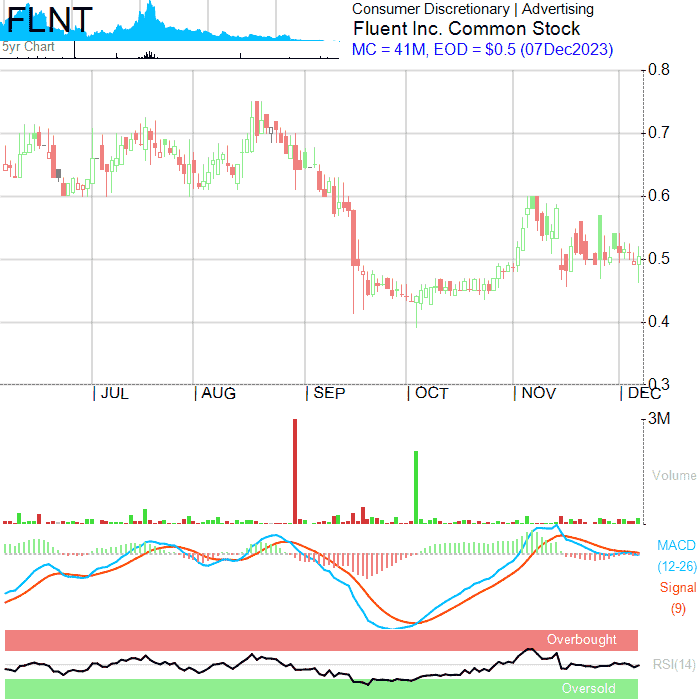 FLNT
5yr Chart
Consumer Discretionary | Advertising
Fluent Inc. Common Stock
MC = 41M, EOD = $0.5 (07Dec2023)
0.8
0.7
0.6
0.5
0.4
0.3
JUL
AUG
SEP
OCT
NOV
DEC
3M
Volume
MACD
(12-26)
Signal
(9)
Overbought
RSI(14)
Oversold